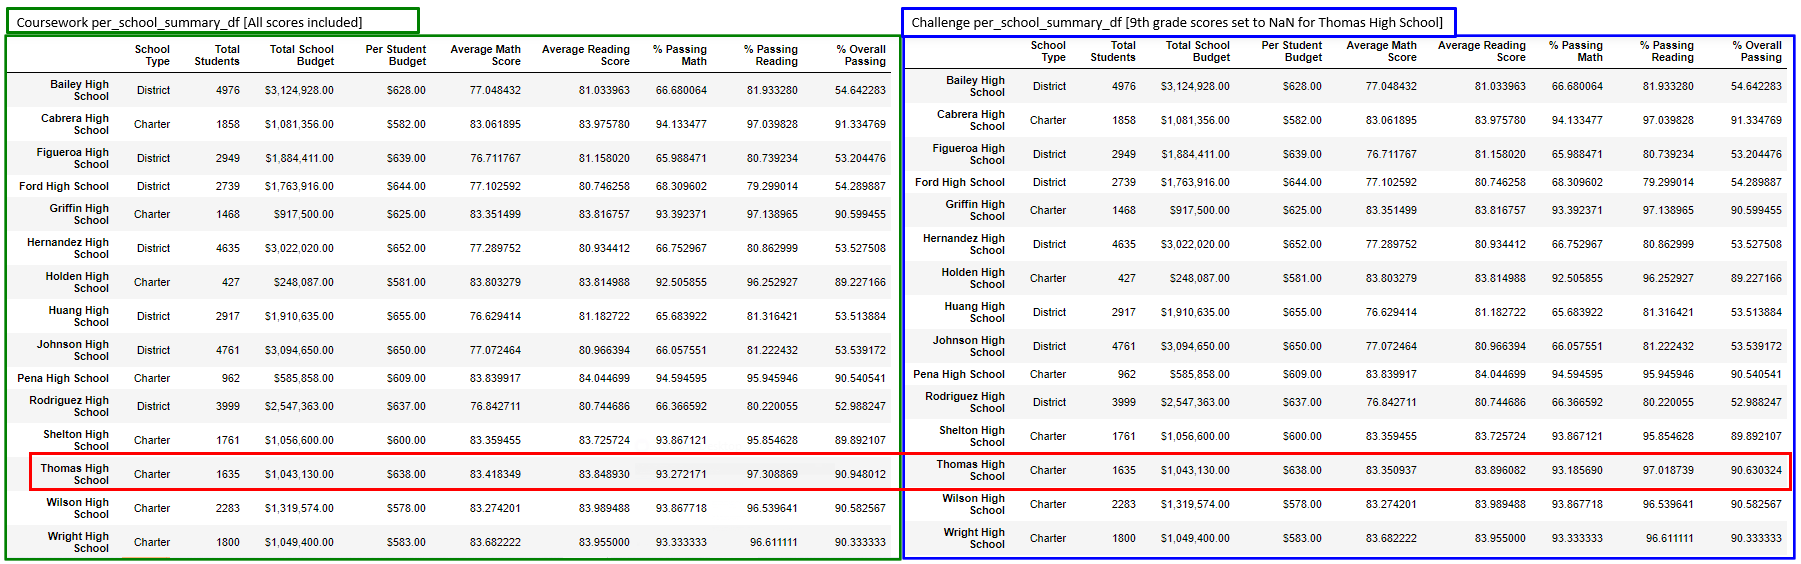 Coursework per_school_summary_df [All scores included]
School Type Total Students Total School Budget Per Student Budget Average Math Score Average Reading Score % Passing Math % Passing Reading % Overall Passing
Bailey High School District 4976 $3,124,928.00 $628.00 77.048432 81.033963 66.680064 81.933280 54.642283
Cabrera High School Charter 1858 $1,081,356.00 $582.00 83.061895 83.975780 94.133477 97.039828 91.334769
Figueroa High School District 2949 $1,884,411.00 $639.00 76.711767 81.158020 65.988471 80.739234 53.204476
Ford High School District 2739 $1,763,916.00 $644.00 77.102592 80.746258 68.309602 79.299014 54.289887
Griffin High School Charter 1468 $917,500.00 $625.00 83.351499 83.816757 93.392371 97.138965 90.599455
Hernandez High School District 4635 $3,022,020.00 $652.00 77.289752 80.934412 66.752967 80.862999 53.527508
Holden High School Charter 427 $248,087.00 $581.00 83.803279 83.814988 92.505855 96.252927 89.227166
Huang High School District 2917 $1,910,635.00 $655.00 76.629414 81.182722 65.683922 81.316421 53.513884
Johnson High School District 4761 $3,094,650.00 $650.00 77.072464 80.966394 66.057551 81.222432 53.539172
Pena High School Charter 962 $585,858.00 $609.00 83.839917 84.044699 94.594595 95.945946 90.540541
Rodriguez High School District 3999 $2,547,363.00 $637.00 76.842711 80.744686 66.366592 80.220055 52.988247
Shelton High School Charter 1761 $1,056,600.00 $600.00 83.359455 83.725724 93.867121 95.854628 89.892107
Thomas High School Charter 1635 $1,043,130.00 $638.00 83.418349 83.848930 93.272171 97.308869 90.948012
Wilson High School Charter 2283 $1,319,574.00 $578.00 83.274201 83.989488 93.867718 96.539641 90.582567
Wright High School Charter 1800 $1,049,400.00 $583.00 83.682222 83.955000 93.333333 96.611111 90.333333
Challenge per_school_summary_df [9th grade scores set to NaN for Thomas High School]
School Type Total Students Total School Budget Per Student Budget Average Math Score Average Reading Score % Passing Math % Passing Reading % Overall Passing
Bailey High School District 4976 $3,124,928.00 $628.00 77.048432 81.033963 66.680064 81.933280 54.642283
Cabrera High School Charter 1858 $1,081,356.00 $582.00 83.061895 83.975780 94.133477 97.039828 91.334769
Figueroa High School District 2949 $1,884,411.00 $639.00 76.711767 81.158020 65.988471 80.739234 53.204476
Ford High School District 2739 $1,763,916.00 $644.00 77.102592 80.746258 68.309602 79.299014 54.289887
Griffin High School Charter 1468 $917,500.00 $625.00 83.351499 83.816757 93.392371 97.138965 90.599455
Hernandez High School District 4635 $3,022,020.00 $652.00 77.289752 80.934412 66.752967 80.862999 53.527508
Holden High School Charter 427 $248,087.00 $581.00 83.803279 83.814988 92.505855 96.252927 89.227166
Huang High School District 2917 $1,910,635.00 $655.00 76.629414 81.182722 65.683922 81.316421 53.513884
Johnson High School District 4761 $3,094,650.00 $650.00 77.072464 80.966394 66.057551 81.222432 53.539172
Pena High School Charter 962 $585,858.00 $609.00 83.839917 84.044699 94.594595 95.945946 90.540541
Rodriguez High School District 3999 $2,547,363.00 $637.00 76.842711 80.744686 66.366592 80.220055 52.988247
Shelton High School Charter 1761 $1,056,600.00 $600.00 83.359455 83.725724 93.867121 95.854628 89.892107
Thomas High School Charter 1635 $1,043,130.00 $638.00 83.350937 83.896082 93.185690 97.018739 90.630324
Wilson High School Charter 2283 $1,319,574.00 $578.00 83.274201 83.989488 93.867718 96.539641 90.582567
Wright High School Charter 1800 $1,049,400.00 $583.00 83.682222 83.955000 93.333333 96.611111 90.333333